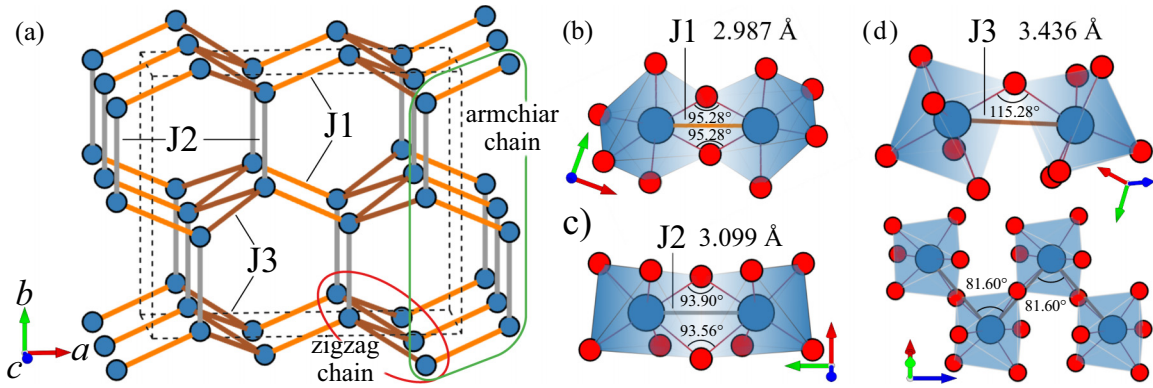 (a)
J1
J2
J3
armchiar
chain
zigzag
chain
b
c
a
(b)
J1 2.987 Å
95.28°
95.28°
c)
J2 3.099 Å
93.90°
93.56°
(d)
J3 3.436 Å
115.28°
81.60°
81.60°